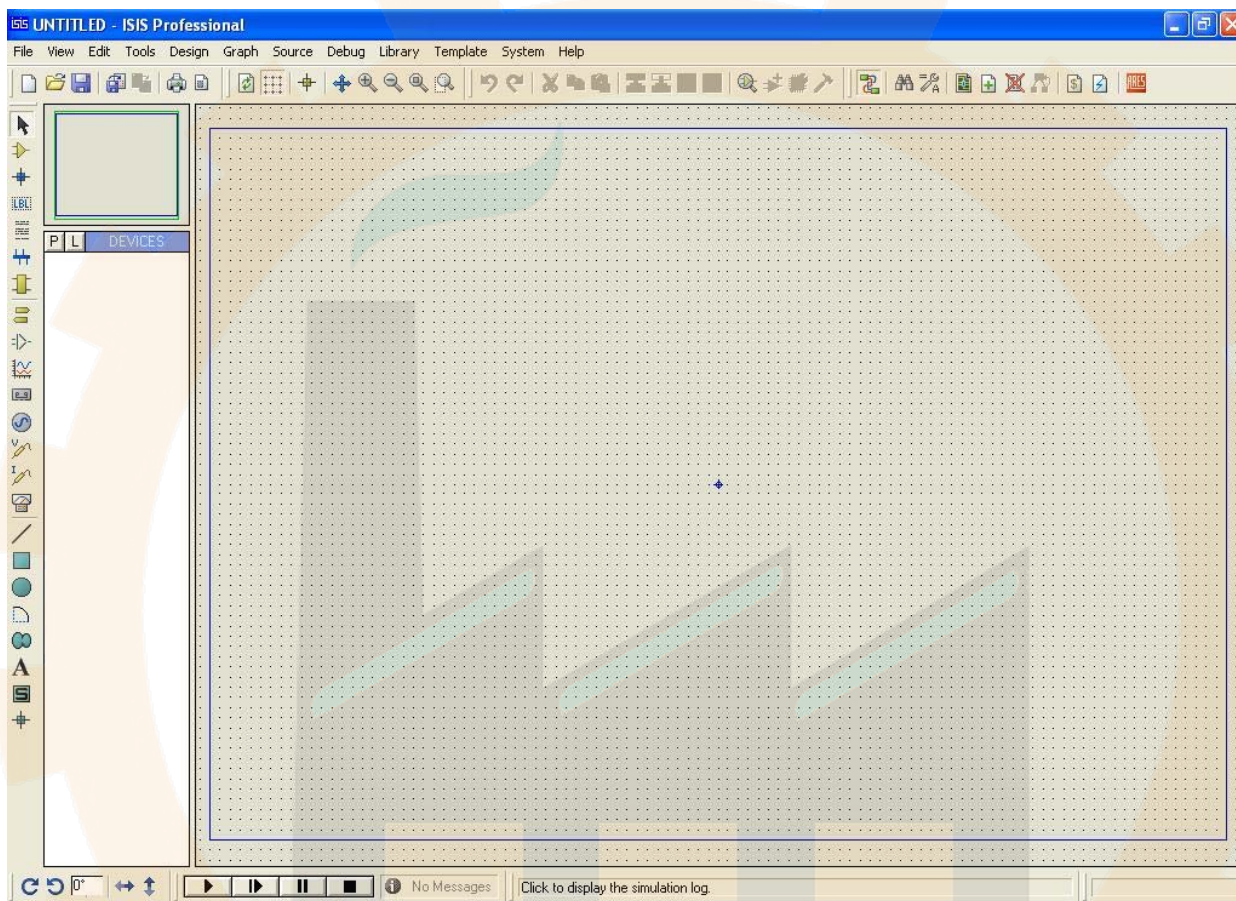 ISIS UNTITLED - ISIS Professional
File View Edit Tools Design Graph Source Debug Library Template System Help
ARES
LBL
P L DEVICES
V
I
A
S
0°
No Messages
Click to display the simulation log.